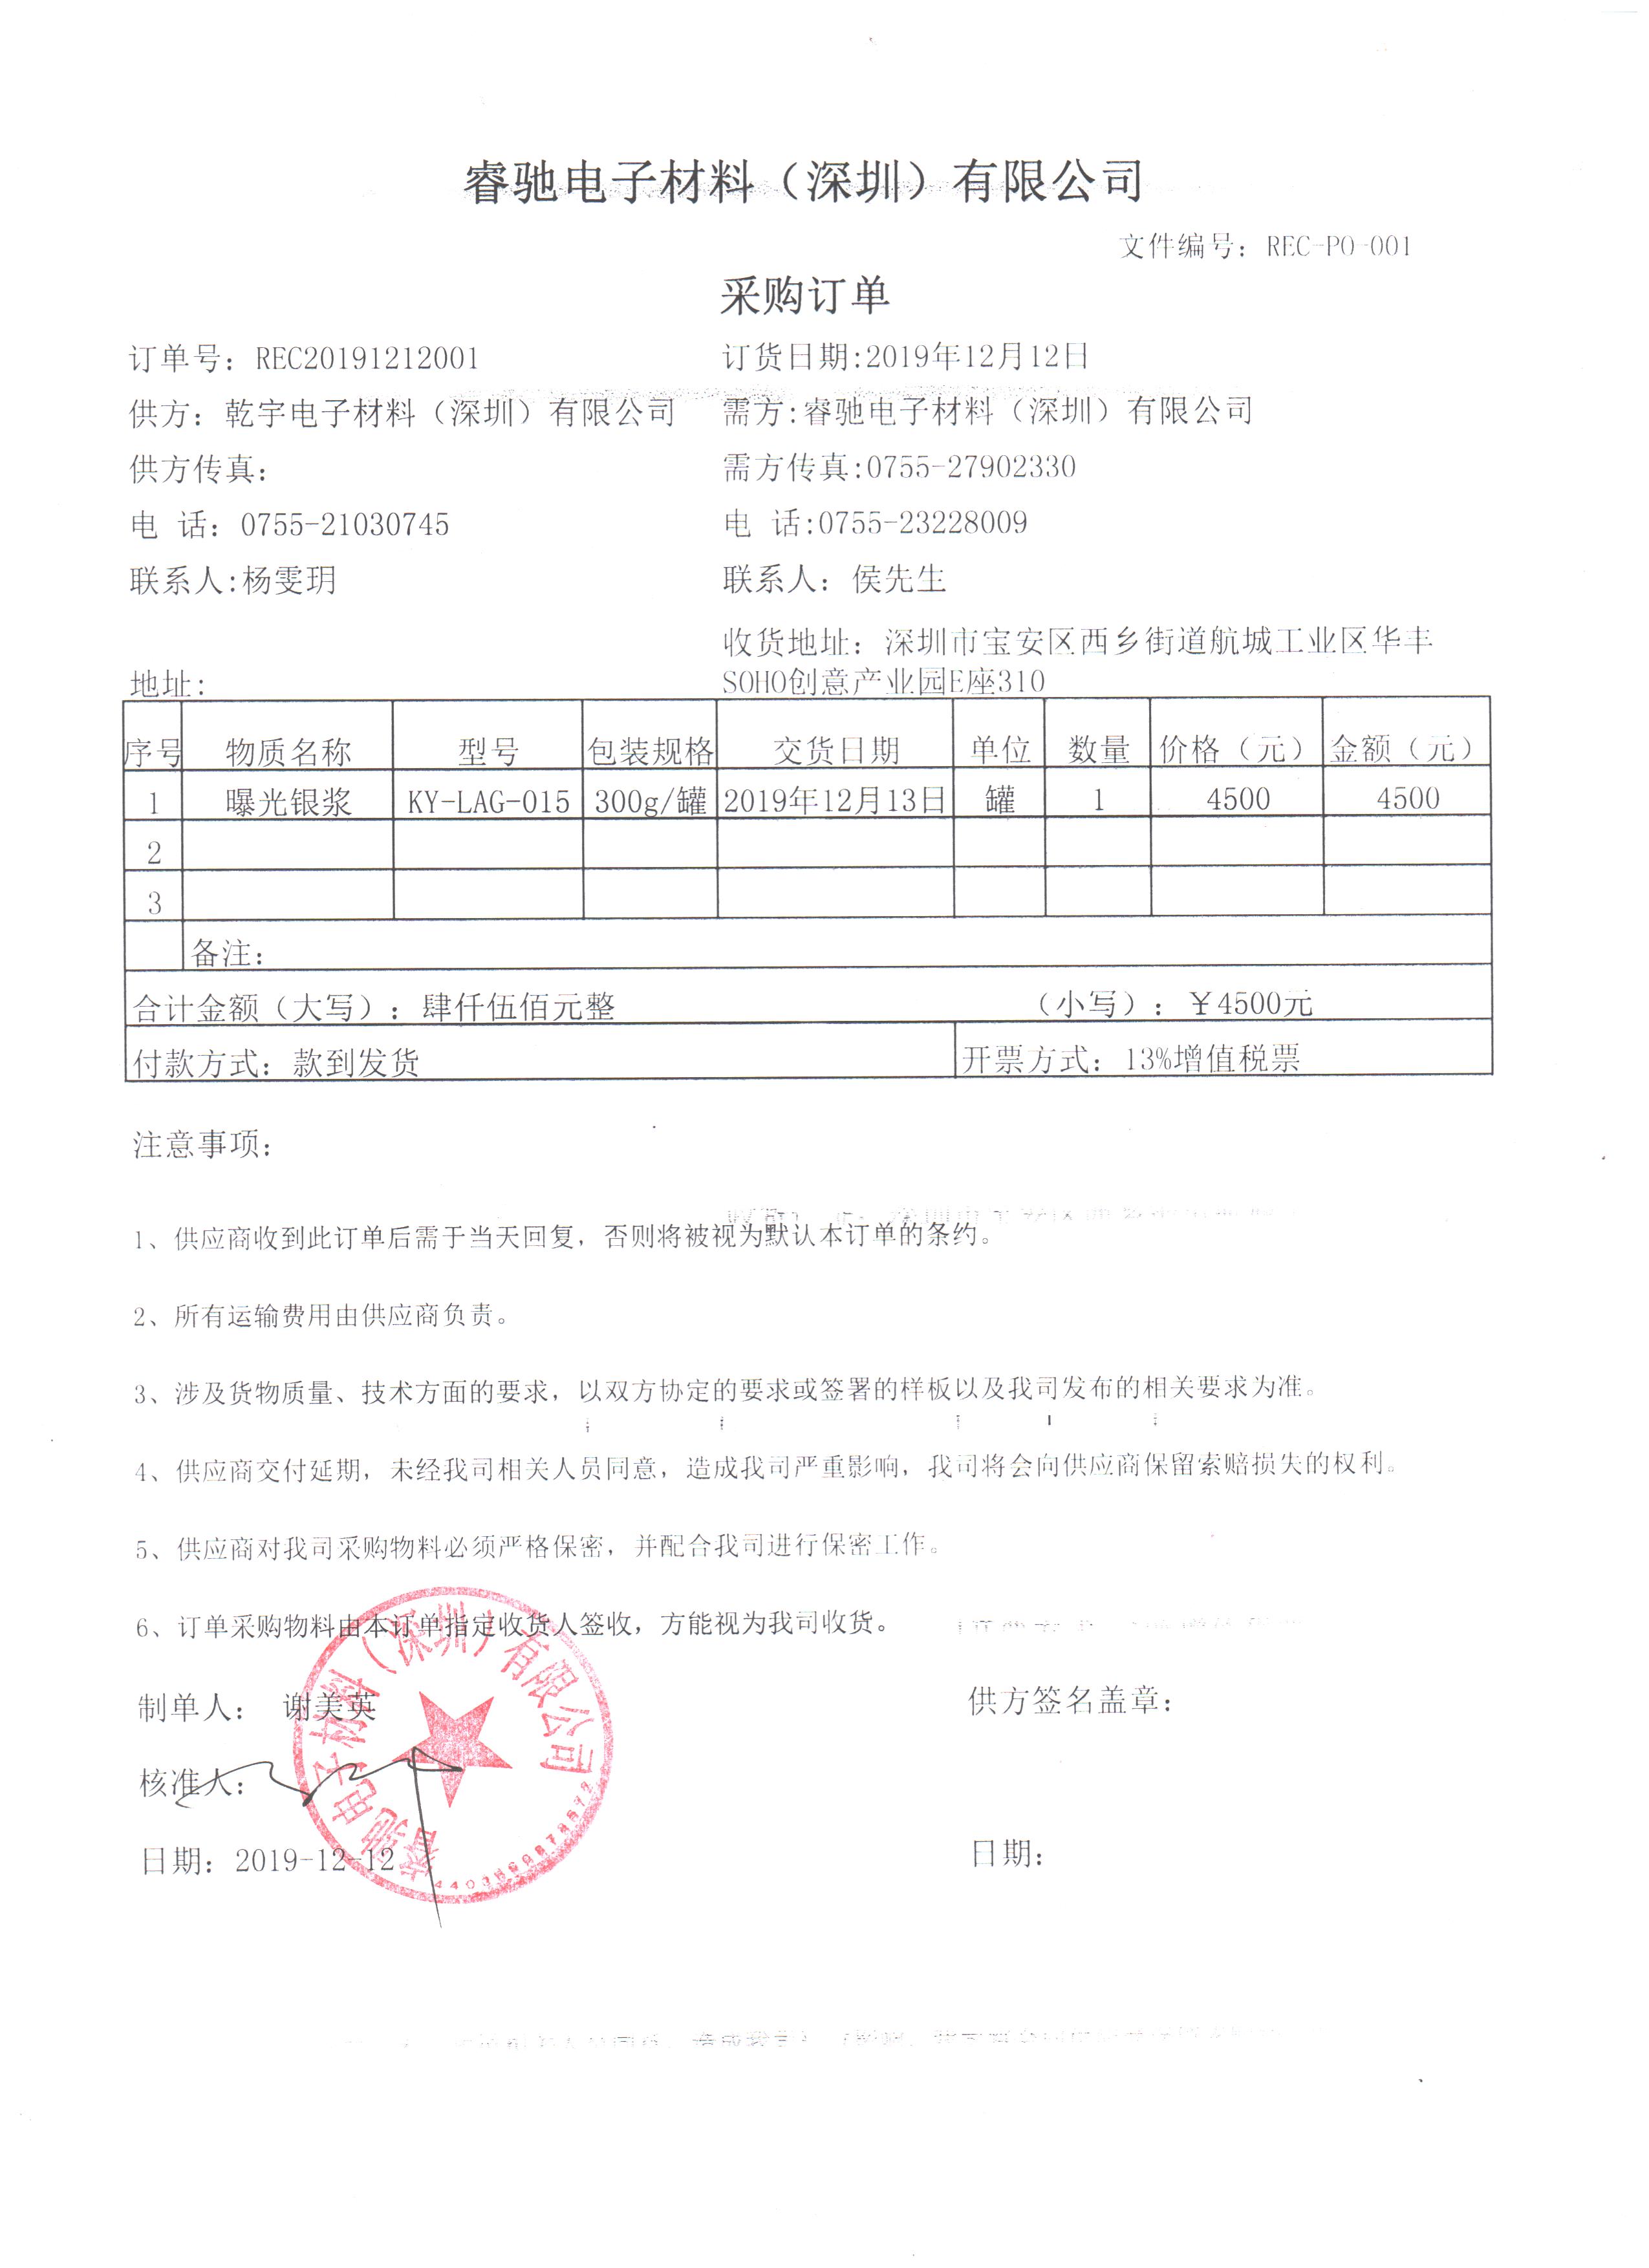 睿驰电子材料（深圳）有限公司
文件编号：REC-PO-001
采购订单
订单号：REC20191212001 订货日期:2019年12月12日
供方：乾宇电子材料（深圳）有限公司 需方:睿驰电子材料（深圳）有限公司
供方传真： 需方传真:0755-27902330
电 话：0755-21030745 电 话:0755-23228009
联系人:杨雯玥 联系人：侯先生
收货地址：深圳市宝安区西乡街道航城工业区华丰
地址： SOHO创意产业园E座310
序号 物质名称 型号 包装规格 交货日期 单位 数量 价格（元） 金额（元）
1 曝光银浆 KY-LAG-015 300g/罐 2019年12月13日 罐 1 4500 4500
2
3
备注：
合计金额（大写）：肆仟伍佰元整 （小写）：￥4500元
付款方式：款到发货 开票方式：13%增值税票
注意事项：
1、供应商收到此订单后需于当天回复，否则将被视为默认本订单的条约。
2、所有运输费用由供应商负责。
3、涉及货物质量、技术方面的要求，以双方协定的要求或签署的样板以及我司发布的相关要求为准。
4、供应商交付延期，未经我司相关人员同意，造成我司严重影响，我司将会向供应商保留索赔损失的权利。
5、供应商对我司采购物料必须严格保密，并配合我司进行保密工作。
6、订单采购物料由本订单指定收货人签收，方能视为我司收货。
制单人： 谢美英 供方签名盖章：
核准人：
日期：2019-12-12 日期：
睿驰电子材料（深圳）有限公司